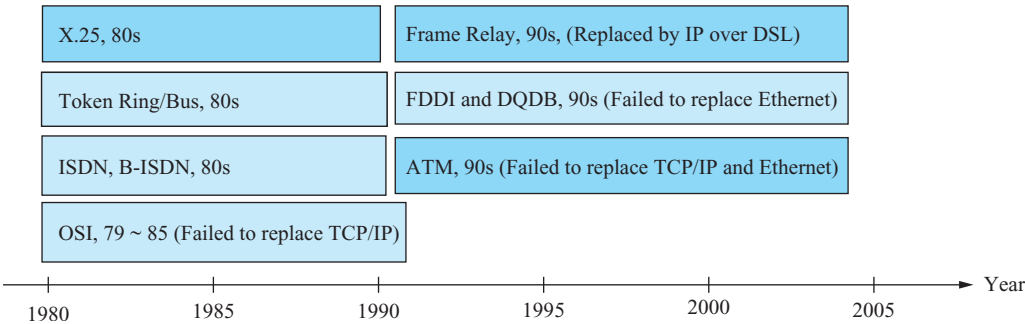 X.25, 80s
Frame Relay, 90s, (Replaced by IP over DSL)
Token Ring/Bus, 80s
FDDI and DQDB, 90s (Failed to replace Ethernet)
ISDN, B-ISDN, 80s
ATM, 90s (Failed to replace TCP/IP and Ethernet)
OSI, 79 ~ 85 (Failed to replace TCP/IP)
Year
1980
1985
1990
1995
2000
2005